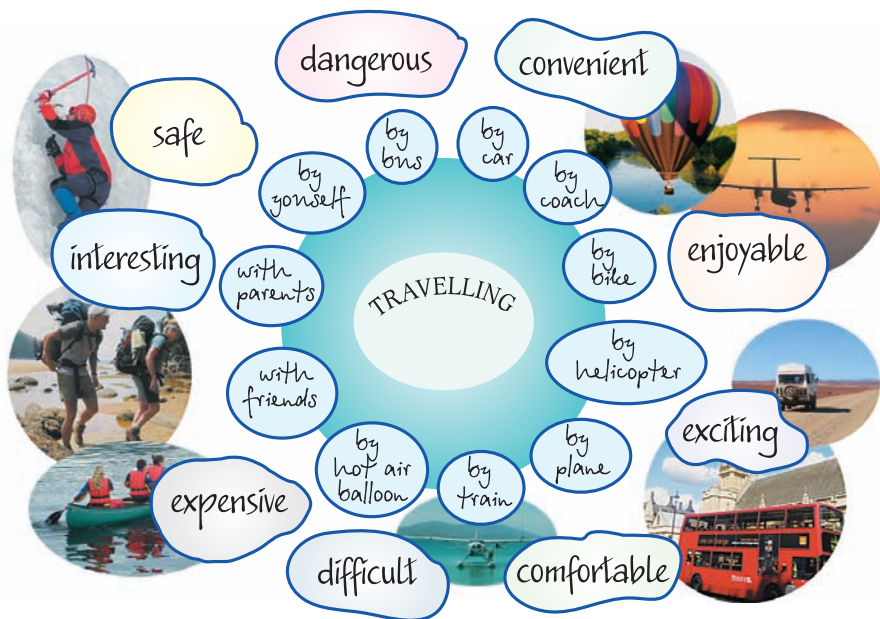 dangerous
convenient
safe
by
bus
by
car
by
yourself
by
coach
interesting
with
parents
by
bike
enjoyable
TRAVELLING
with
friends
by
helicopter
exciting
by
hot air
balloon
by
train
by
plane
expensive
difficult
comfortable